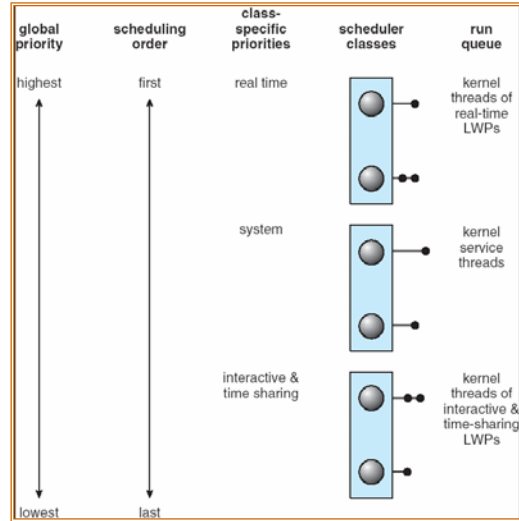 global
priority
scheduling
order
class-
specific
priorities
scheduler
classes
run
queue
highest
first
real time
kernel
threads of
real-time
LWPs
system
kernel
service
threads
interactive &
time sharing
kernel
threads of
interactive &
time-sharing
LWPs
lowest
last